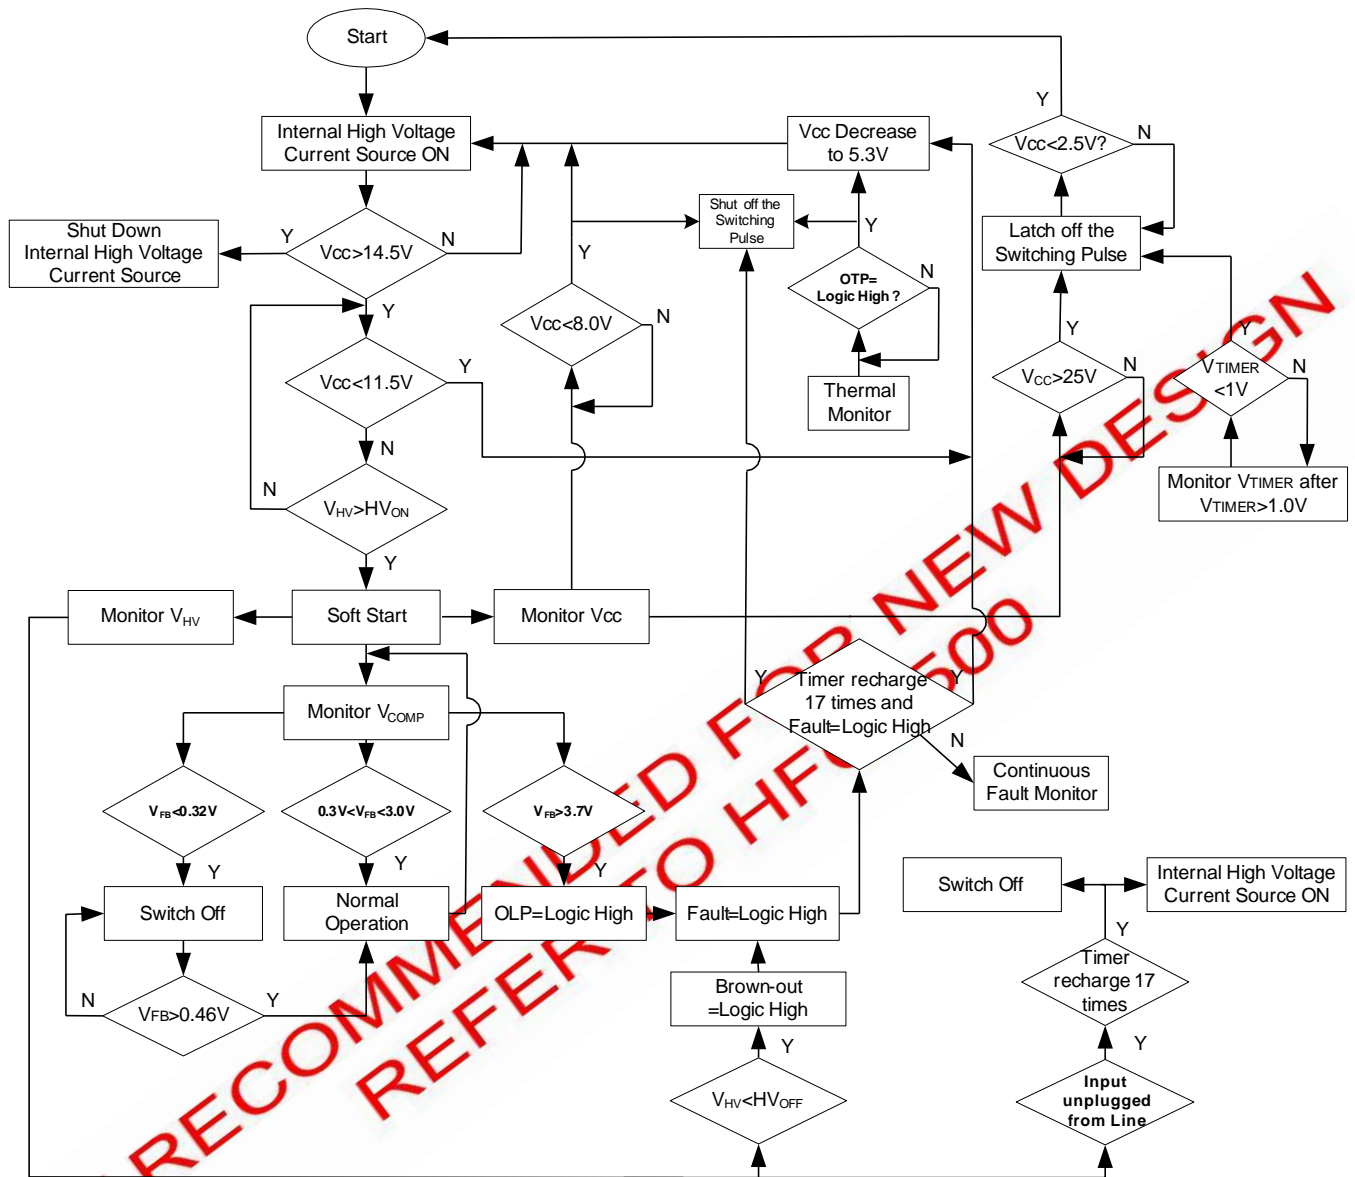 Start
Internal High Voltage
Current Source ON
Vcc Decrease
to 5.3V
Y
Vcc<2.5V?
N
Shut Down
Internal High Voltage
Current Source
Y
Vcc>14.5V
N
Y
Shut off the
Switching
Pulse
Y
Latch off the
Switching Pulse
Y
OTP=
Logic High ?
N
Y
Vcc<8.0V
N
Vcc<11.5V
Y
N
Thermal
Monitor
Y
VCC>25V
N
Y
VTIMER
<1V
N
Monitor VTIMER after
VTIMER>1.0V
N
VHV>HVON
Y
Monitor VHV
Soft Start
Monitor Vcc
Monitor VCOMP
Y
Timer recharge
17 times and
Fault=Logic High
Y
N
Continuous
Fault Monitor
VFB<0.32V
Y
0.3V<VFB<3.0V
Y
VFB>3.7V
Y
Switch Off
Normal
Operation
OLP=Logic High
Fault=Logic High
Switch Off
Internal High Voltage
Current Source ON
Y
N
VFB>0.46V
Y
Brown-out
=Logic High
Y
Timer
recharge 17
times
Y
VHV<HVOFF
Input
unplugged
from Line
RECOMMENDED FOR NEW DESIGN
REFER TO HF 500